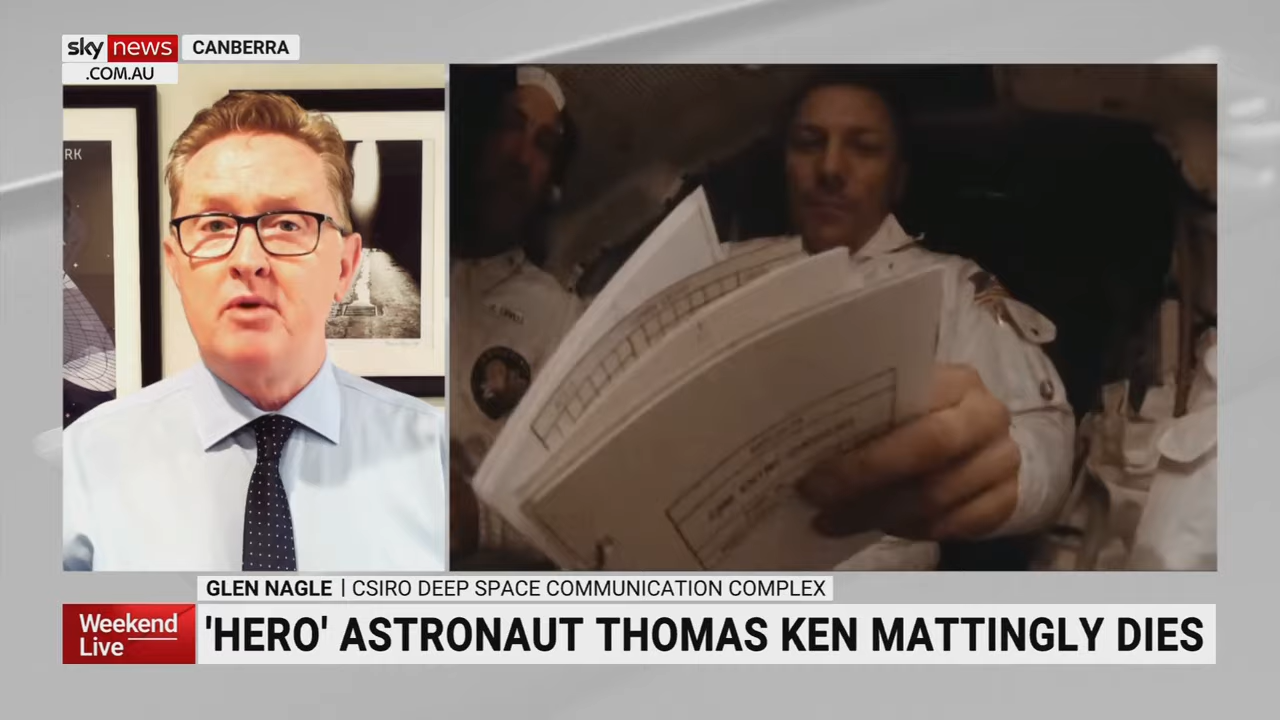 sky news
CANBERRA
.COM.AU
RK
GLEN NAGLE | CSIRO DEEP SPACE COMMUNICATION COMPLEX
Weekend
Live
'HERO' ASTRONAUT THOMAS KEN MATTINGLY DIES